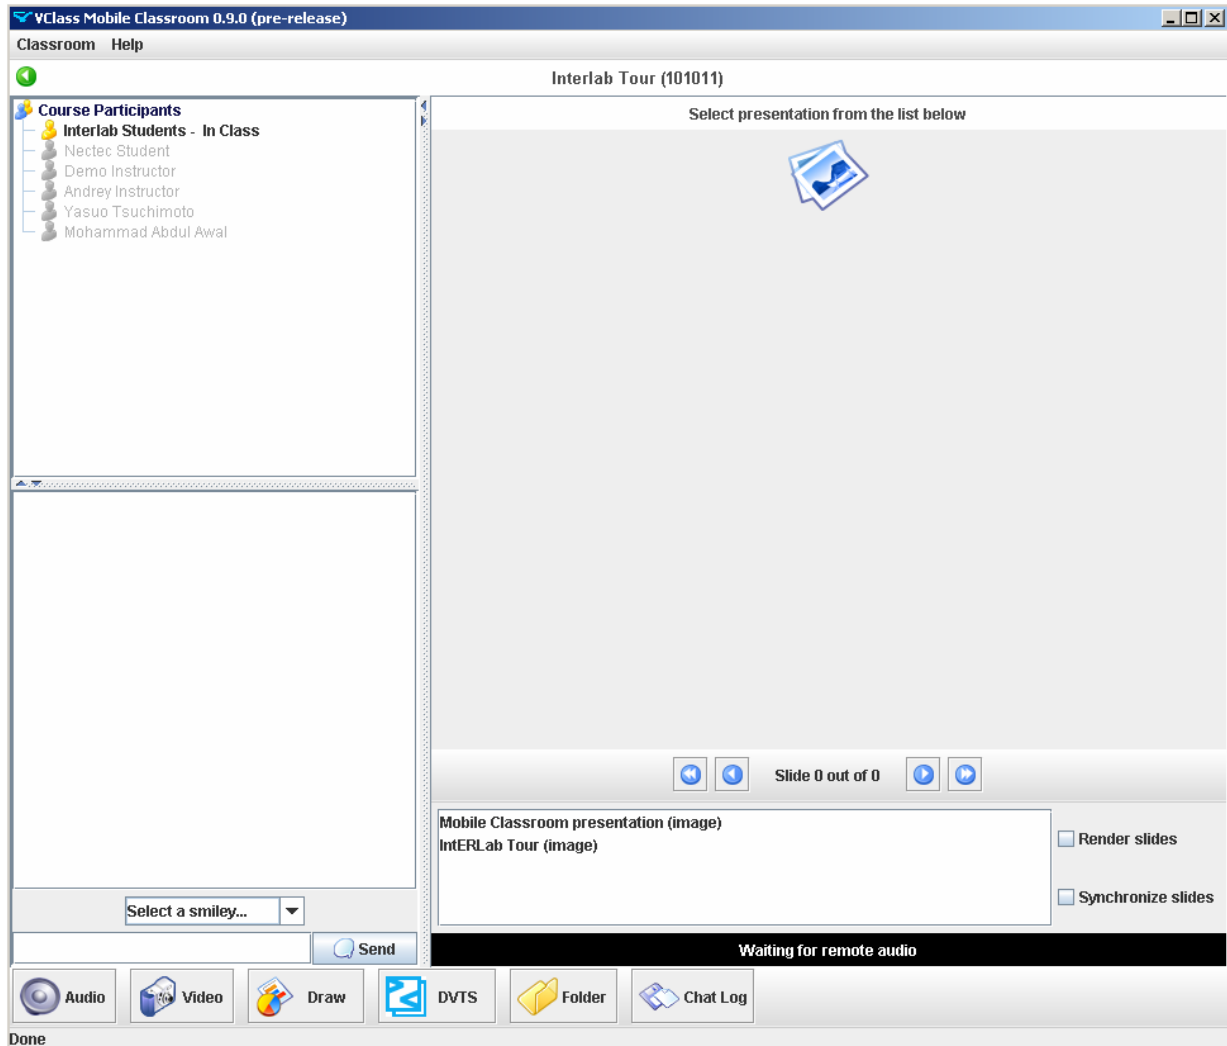 VClass Mobile Classroom 0.9.0 (pre-release)
Classroom Help
Interlab Tour (101011)
Course Participants
Interlab Students - In Class
Nectec Student
Demo Instructor
Andrey Instructor
Yasuo Tsuchimoto
Mohammad Abdul Awal
Select presentation from the list below
Slide 0 out of 0
Mobile Classroom presentation (image)
IntERLab Tour (image)
Render slides
Synchronize slides
Select a smiley...
Send
Waiting for remote audio
Audio Video Draw DVTS Folder Chat Log
Done